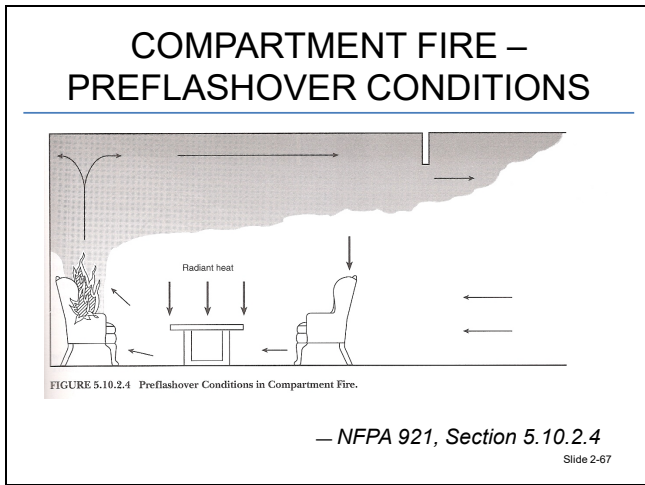 COMPARTMENT FIRE –
PREFLASHOVER CONDITIONS
Radiant heat
FIGURE 5.10.2.4 Preflashover Conditions in Compartment Fire.
— NFPA 921, Section 5.10.2.4
Slide 2-67